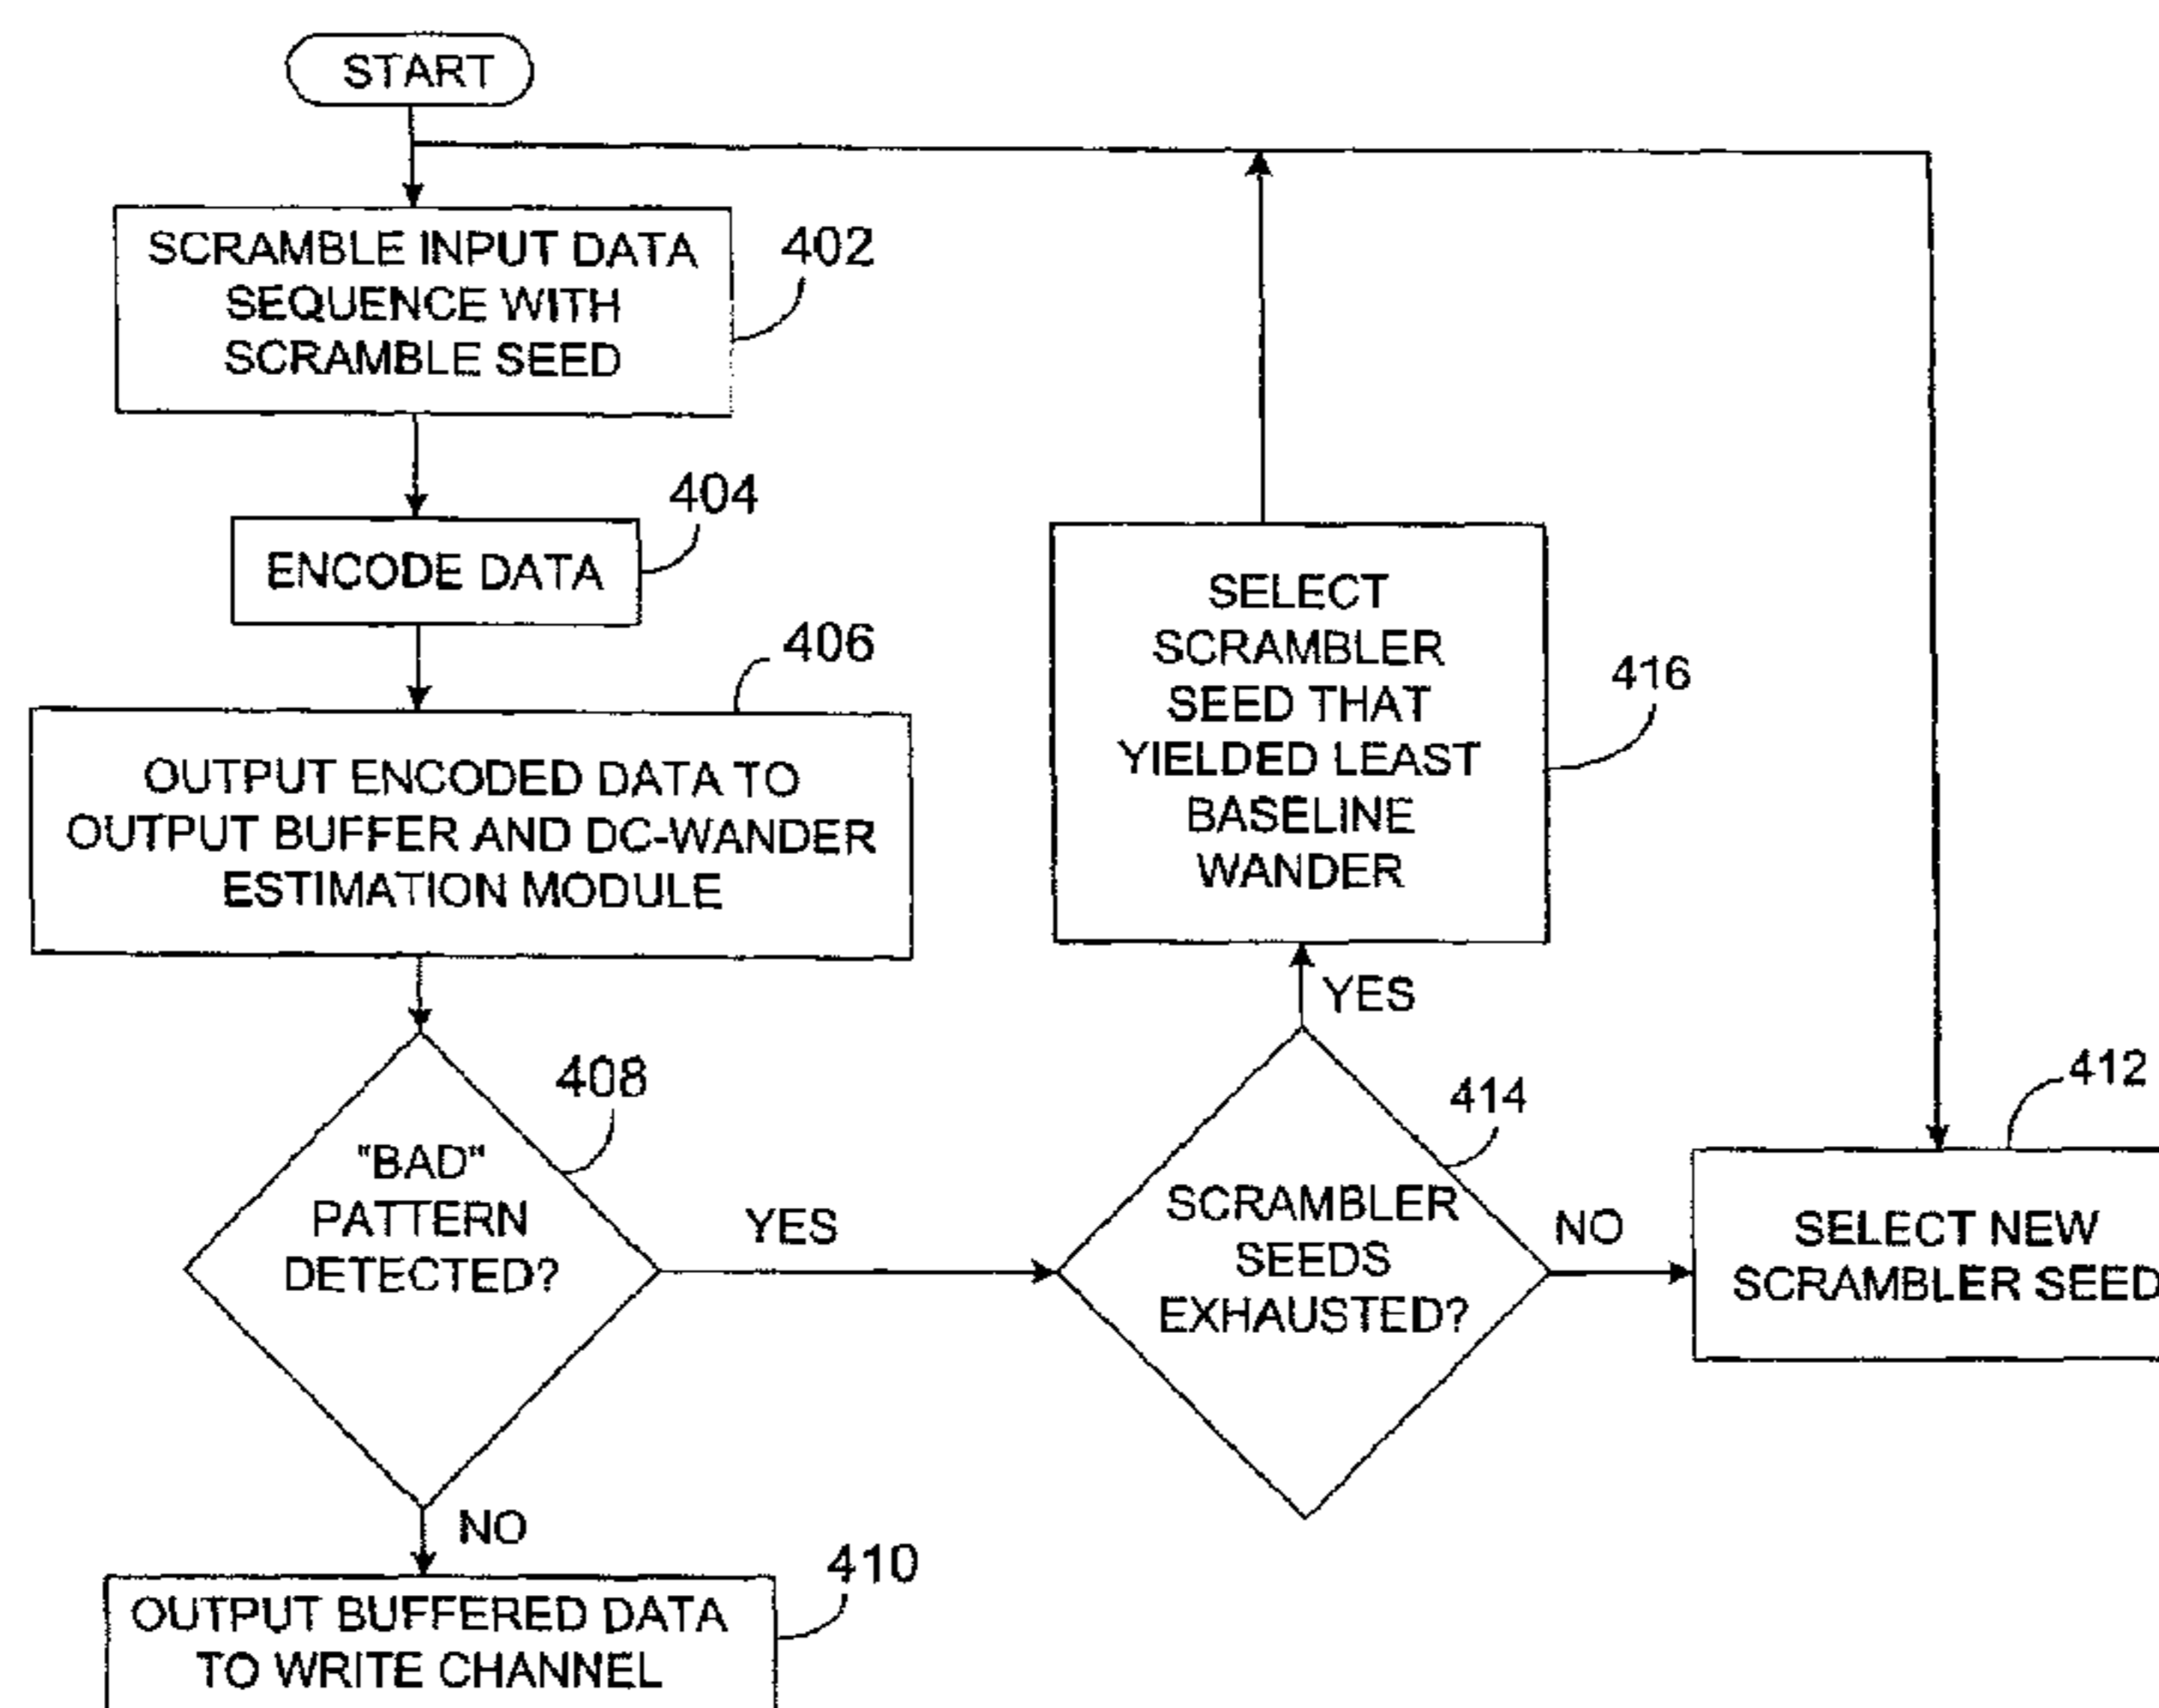 START
SCRAMBLE INPUT DATA
SEQUENCE WITH
SCRAMBLE SEED
402
ENCODE DATA
404
406
OUTPUT ENCODED DATA TO
OUTPUT BUFFER AND DC-WANDER
ESTIMATION MODULE
"BAD"
PATTERN
DETECTED?
408
YES
NO
OUTPUT BUFFERED DATA
TO WRITE CHANNEL
410
SCRAMBLER
SEEDS
EXHAUSTED?
414
YES
NO
SELECT
SCRAMBLER
SEED THAT
YIELDED LEAST
BASELINE
WANDER
416
412
SELECT NEW
SCRAMBLER SEED